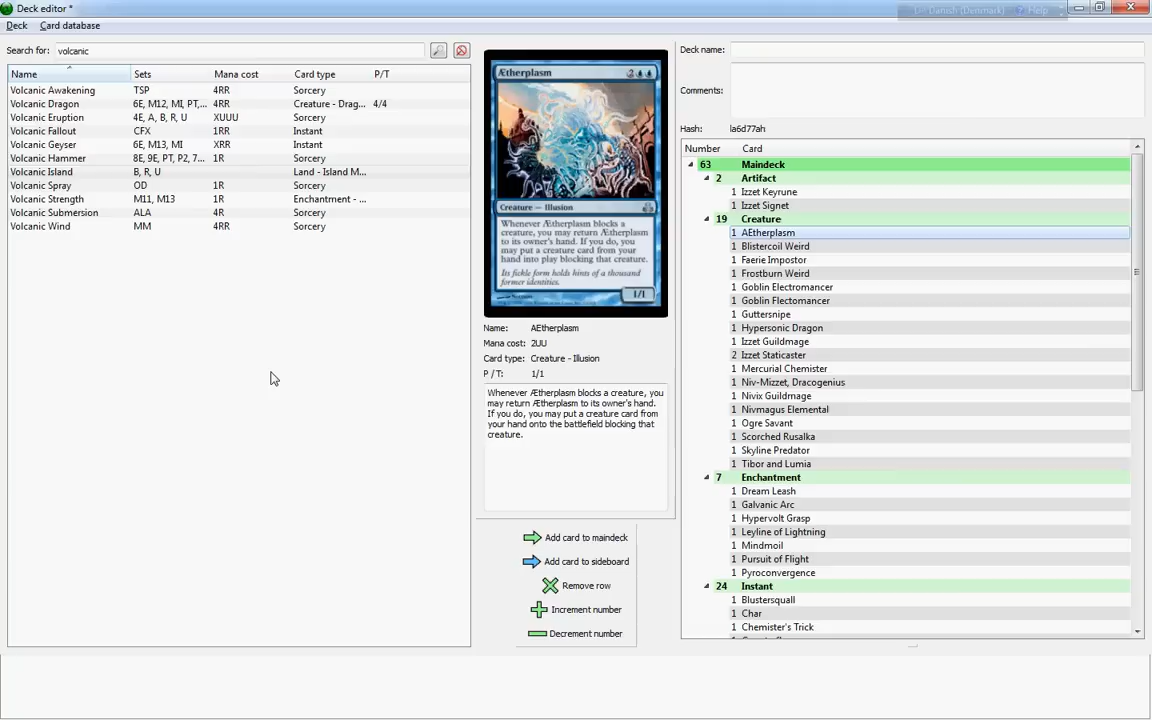 Deck editor *
Danish (Denmark) Help
Deck Card database
Search for: volcanic
Name Sets Mana cost Card type P/T
Volcanic Awakening TSP 4RR Sorcery
Volcanic Dragon 6E, M12, MI, PT,... 4RR Creature - Drag... 4/4
Volcanic Eruption 4E, A, B, R, U XUUU Sorcery
Volcanic Fallout CFX 1RR Instant
Volcanic Geyser 6E, M13, MI XRR Instant
Volcanic Hammer 8E, 9E, PT, P2, 7... 1R Sorcery
Volcanic Island B, R, U Land - Island M...
Volcanic Spray OD 1R Sorcery
Volcanic Strength M11, M13 1R Enchantment - ...
Volcanic Submersion ALA 4R Sorcery
Volcanic Wind MM 4RR Sorcery
Ætherplasm 2
Creature — Illusion
Whenever Ætherplasm blocks a
creature, you may return Ætherplasm
to its owner's hand. If you do, you
may put a creature card from your
hand into play blocking that creature.
Its fickle form holds hints of a thousand
former identities.
1/1
Name: AEtherplasm
Mana cost: 2UU
Card type: Creature - Illusion
P / T: 1/1
Whenever Ætherplasm blocks a creature, you
may return Ætherplasm to its owner's hand.
If you do, you may put a creature card from
your hand onto the battlefield blocking that
creature.
Add card to maindeck
Add card to sideboard
Remove row
Increment number
Decrement number
Deck name:
Comments:
Hash: la6d77ah
Number Card
63 Maindeck
2 Artifact
1 Izzet Keyrune
1 Izzet Signet
19 Creature
1 AEtherplasm
1 Blistercoil Weird
1 Faerie Impostor
1 Frostburn Weird
1 Goblin Electromancer
1 Goblin Flectomancer
1 Guttersnipe
1 Hypersonic Dragon
1 Izzet Guildmage
2 Izzet Staticaster
1 Mercurial Chemister
1 Niv-Mizzet, Dracogenius
1 Nivix Guildmage
1 Nivmagus Elemental
1 Ogre Savant
1 Scorched Rusalka
1 Skyline Predator
1 Tibor and Lumia
7 Enchantment
1 Dream Leash
1 Galvanic Arc
1 Hypervolt Grasp
1 Leyline of Lightning
1 Mindmoil
1 Pursuit of Flight
1 Pyroconvergence
24 Instant
1 Blustersquall
1 Char
1 Chemister's Trick